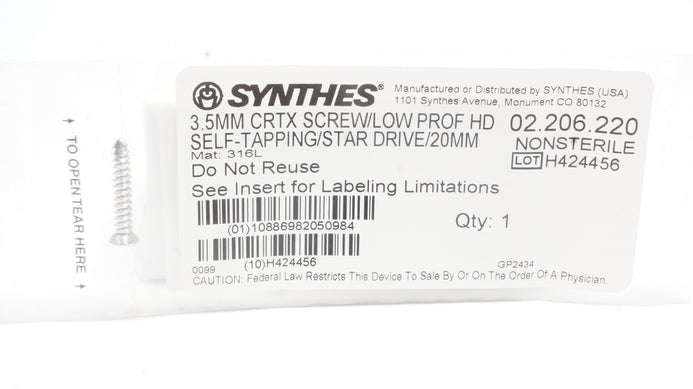 SYNTHES®
Manufactured or Distributed by SYNTHES (USA)
1101 Synthes Avenue, Monument CO 80132
3.5MM CRTX SCREW/LOW PROF HD
SELF-TAPPING/STAR DRIVE/20MM
02.206.220
NONSTERILE
LOT H424456
Mat: 316L
Do Not Reuse
See Insert for Labeling Limitations
(01)10886982050984
Qty: 1
(10)H424456
0099
GP2434
CAUTION: Federal Law Restricts This Device To Sale By Or On The Order Of A Physician.
↑ TO OPEN TEAR HERE ↑